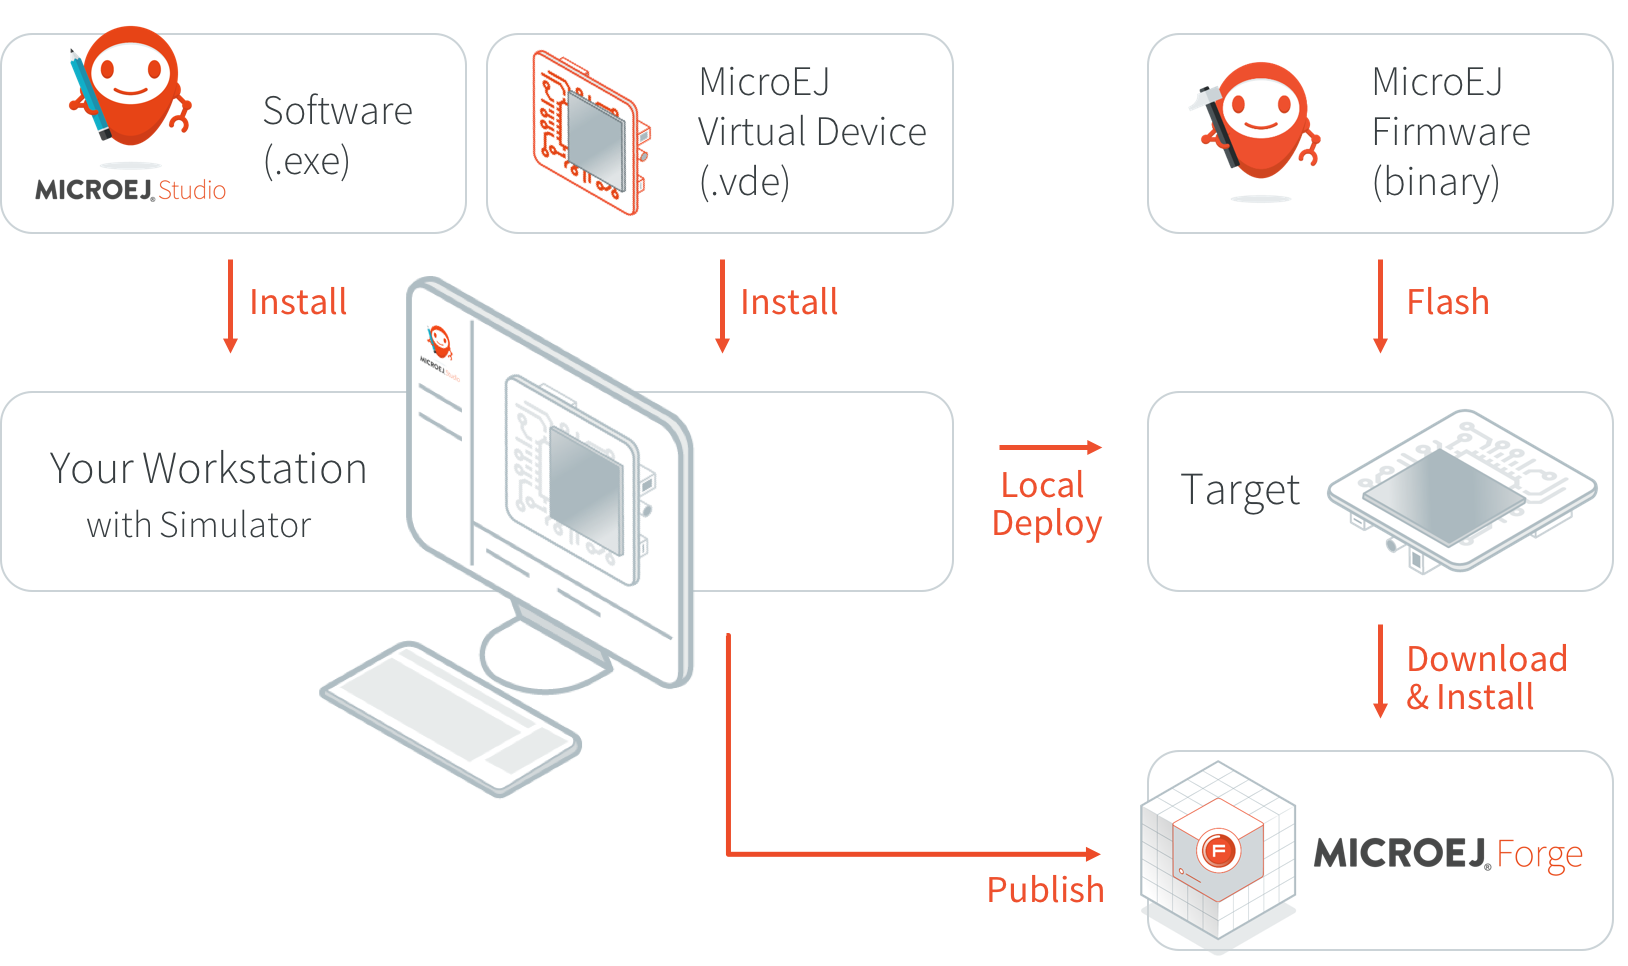 Software
(.exe)
MICROEJ® Studio
MicroEJ
Virtual Device
(.vde)
MicroEJ
Firmware
(binary)
Install
Install
Flash
MICROEJ Studio
Your Workstation
with Simulator
Local
Deploy
Target
Download
& Install
Publish
F
MICROEJ® Forge